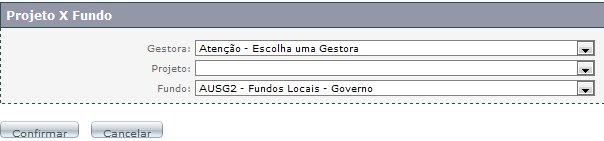 Projeto X Fundo
Gestora: Atenção - Escolha uma Gestora
Projeto:
Fundo: AUSG2 - Fundos Locais - Governo
Confirmar Cancelar